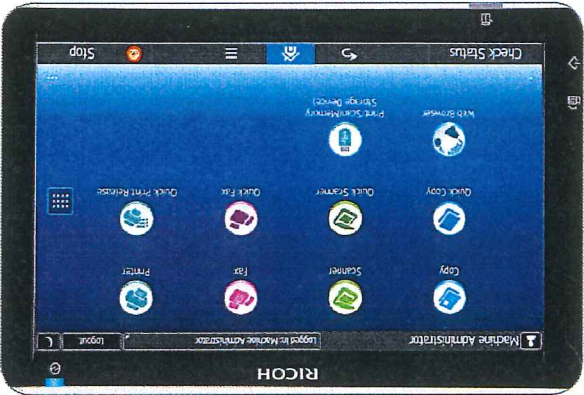 RICOH
Machine Administrator
Logged in: Machine Administrator
Logout
Copy
Scanner
Fax
Printer
Quick Copy
Quick Scanner
Quick Fax
Quick Print Release
Web Browser
Print/Scan(Memory
Storage Device)
Check Status
Stop